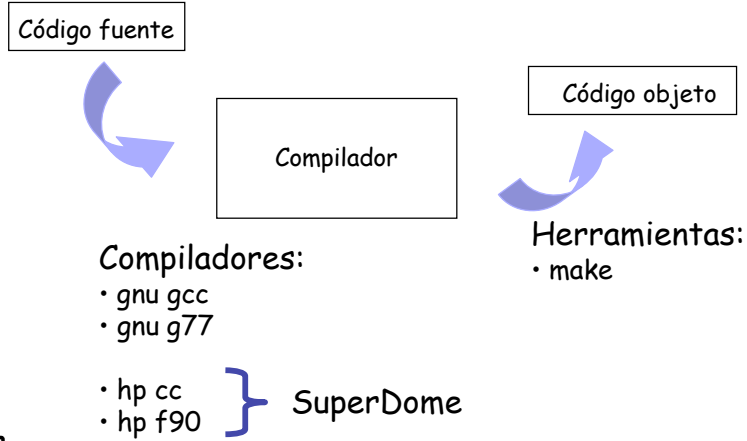 Código fuente
Código objeto
Compilador
Herramientas:
• make
Compiladores:
• gnu gcc
• gnu g77
• hp cc
• hp f90
SuperDome